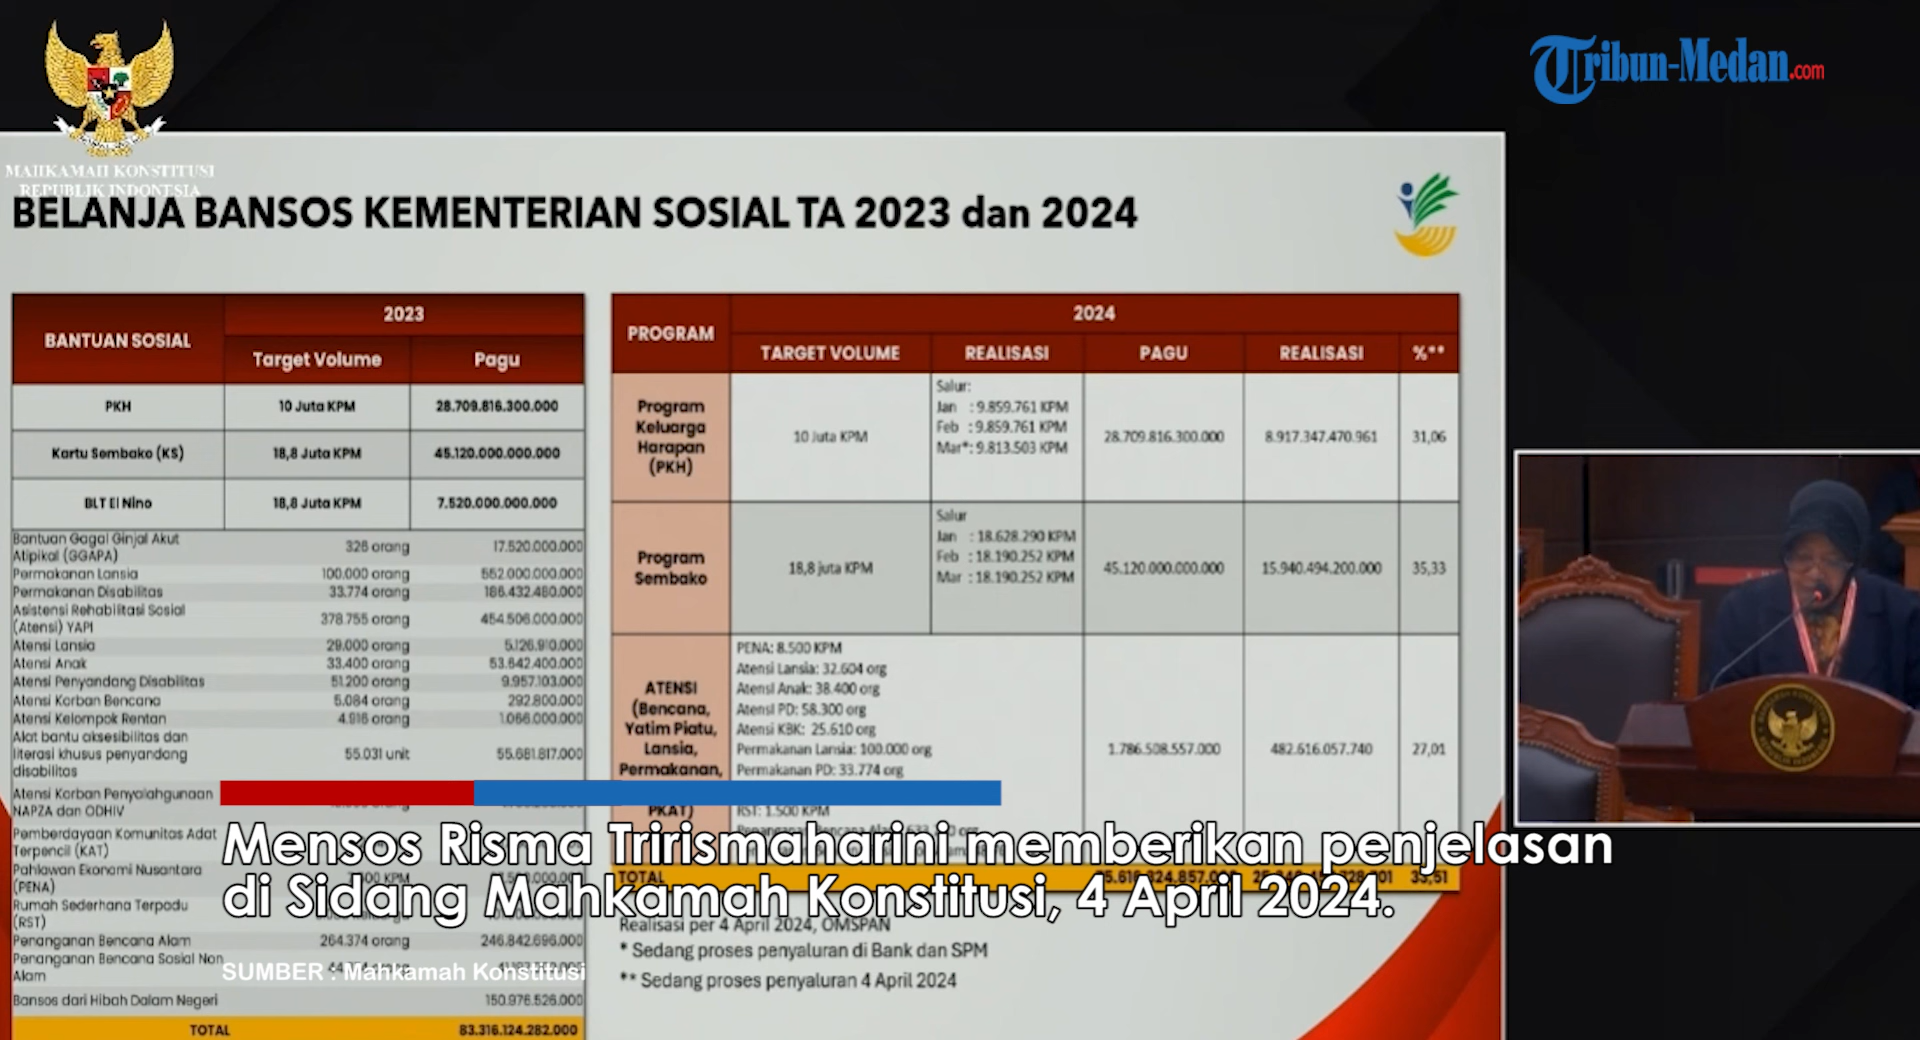 MAHKAMAH KONSTITUSI
REPUBLIK INDONESIA
Tribun-Medan.com
BELANJA BANSOS KEMENTERIAN SOSIAL TA 2023 dan 2024
BANTUAN SOSIAL
2023
Target Volume
Pagu
PKH
10 Juta KPM
28.709.816.300.000
Kartu Sembako (KS)
18,8 Juta KPM
45.120.000.000.000
BLT El Nino
18,8 Juta KPM
7.520.000.000.000
Bantuan Gagal Ginjal Akut
Atipikal (GGAPA)
326 orang
17.520.000.000
Permakanan Lansia
100.000 orang
552.000.000.000
Permakanan Disabilitas
33.774 orang
186.432.480.000
Asistensi Rehabilitasi Sosial
(Atensi) YAPI
378.755 orang
454.506.000.000
Atensi Lansia
29.000 orang
5.126.910.000
Atensi Anak
33.400 orang
53.642.400.000
Atensi Penyandang Disabilitas
51.200 orang
9.957.103.000
Atensi Korban Bencana
5.084 orang
292.800.000
Atensi Kelompok Rentan
4.916 orang
1.066.000.000
Alat bantu aksesibilitas dan
literasi khusus penyandang
disabilitas
55.031 unit
55.681.817.000
Atensi Korban Penyalahgunaan
NAPZA dan ODHIV
Pemberdayaan Komunitas Adat
Terpencil (KAT)
Pahlawan Ekonomi Nusantara
(PENA)
KPM
Rumah Sederhana Terpadu
(RST)
Penanganan Bencana Alam
264.374 orang
246.842.696.000
Penanganan Bencana Sosial Non
Alam
Bansos dari Hibah Dalam Negeri
150.976.526.000
TOTAL
83.316.124.282.000
PROGRAM
2024
TARGET VOLUME
REALISASI
PAGU
REALISASI
%**
Program
Keluarga
Harapan
(PKH)
10 Juta KPM
Salur:
Jan : 9.859.761 KPM
Feb : 9.859.761 KPM
Mar*: 9.813.503 KPM
28.709.816.300.000
8.917.347.470.961
31,06
Program
Sembako
18,8 juta KPM
Salur
Jan : 18.628.290 KPM
Feb : 18.190.252 KPM
Mar : 18.190.252 KPM
45.120.000.000.000
15.940.494.200.000
35,33
ATENSI
(Bencana,
Yatim Piatu,
Lansia,
Permakanan,
PKAT)
PENA: 8.500 KPM
Atensi Lansia: 32.604 org
Atensi Anak: 38.400 org
Atensi PD: 58.300 org
Atensi KBK: 25.610 org
Permakanan Lansia: 100.000 org
Permakanan PD: 33.774 org
RST: 1.500 KPM
1.786.508.557.000
482.616.057.740
27,01
TOTAL
33,51
Realisasi per 4 April 2024, OMSPAN
* Sedang proses penyaluran di Bank dan SPM
** Sedang proses penyaluran 4 April 2024
Mensos Risma Tririsharini memberikan penjelasan
di Sidang Mahkamah Konstitusi, 4 April 2024.
SUMBER : Mahkamah Konstitusi